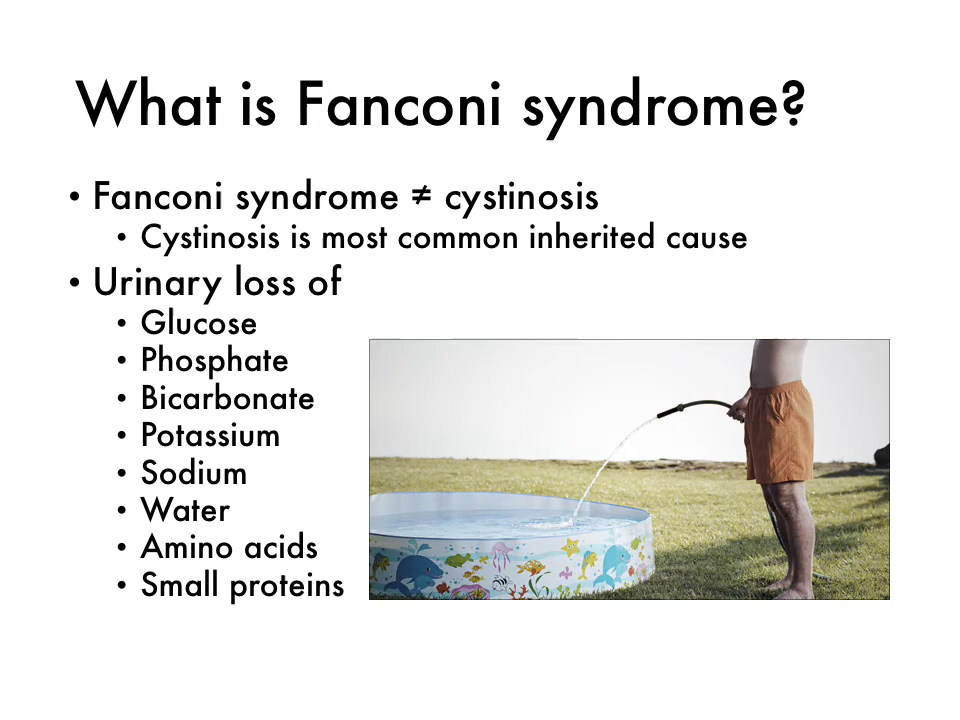 What is Fanconi syndrome?
• Fanconi syndrome ≠ cystinosis
• Cystinosis is most common inherited cause
• Urinary loss of
• Glucose
• Phosphate
• Bicarbonate
• Potassium
• Sodium
• Water
• Amino acids
• Small proteins